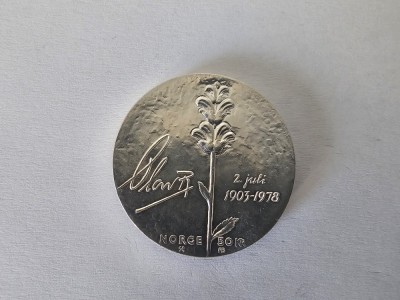 Olav R
2. juli
1903-1978
NORGE 50 KR
K